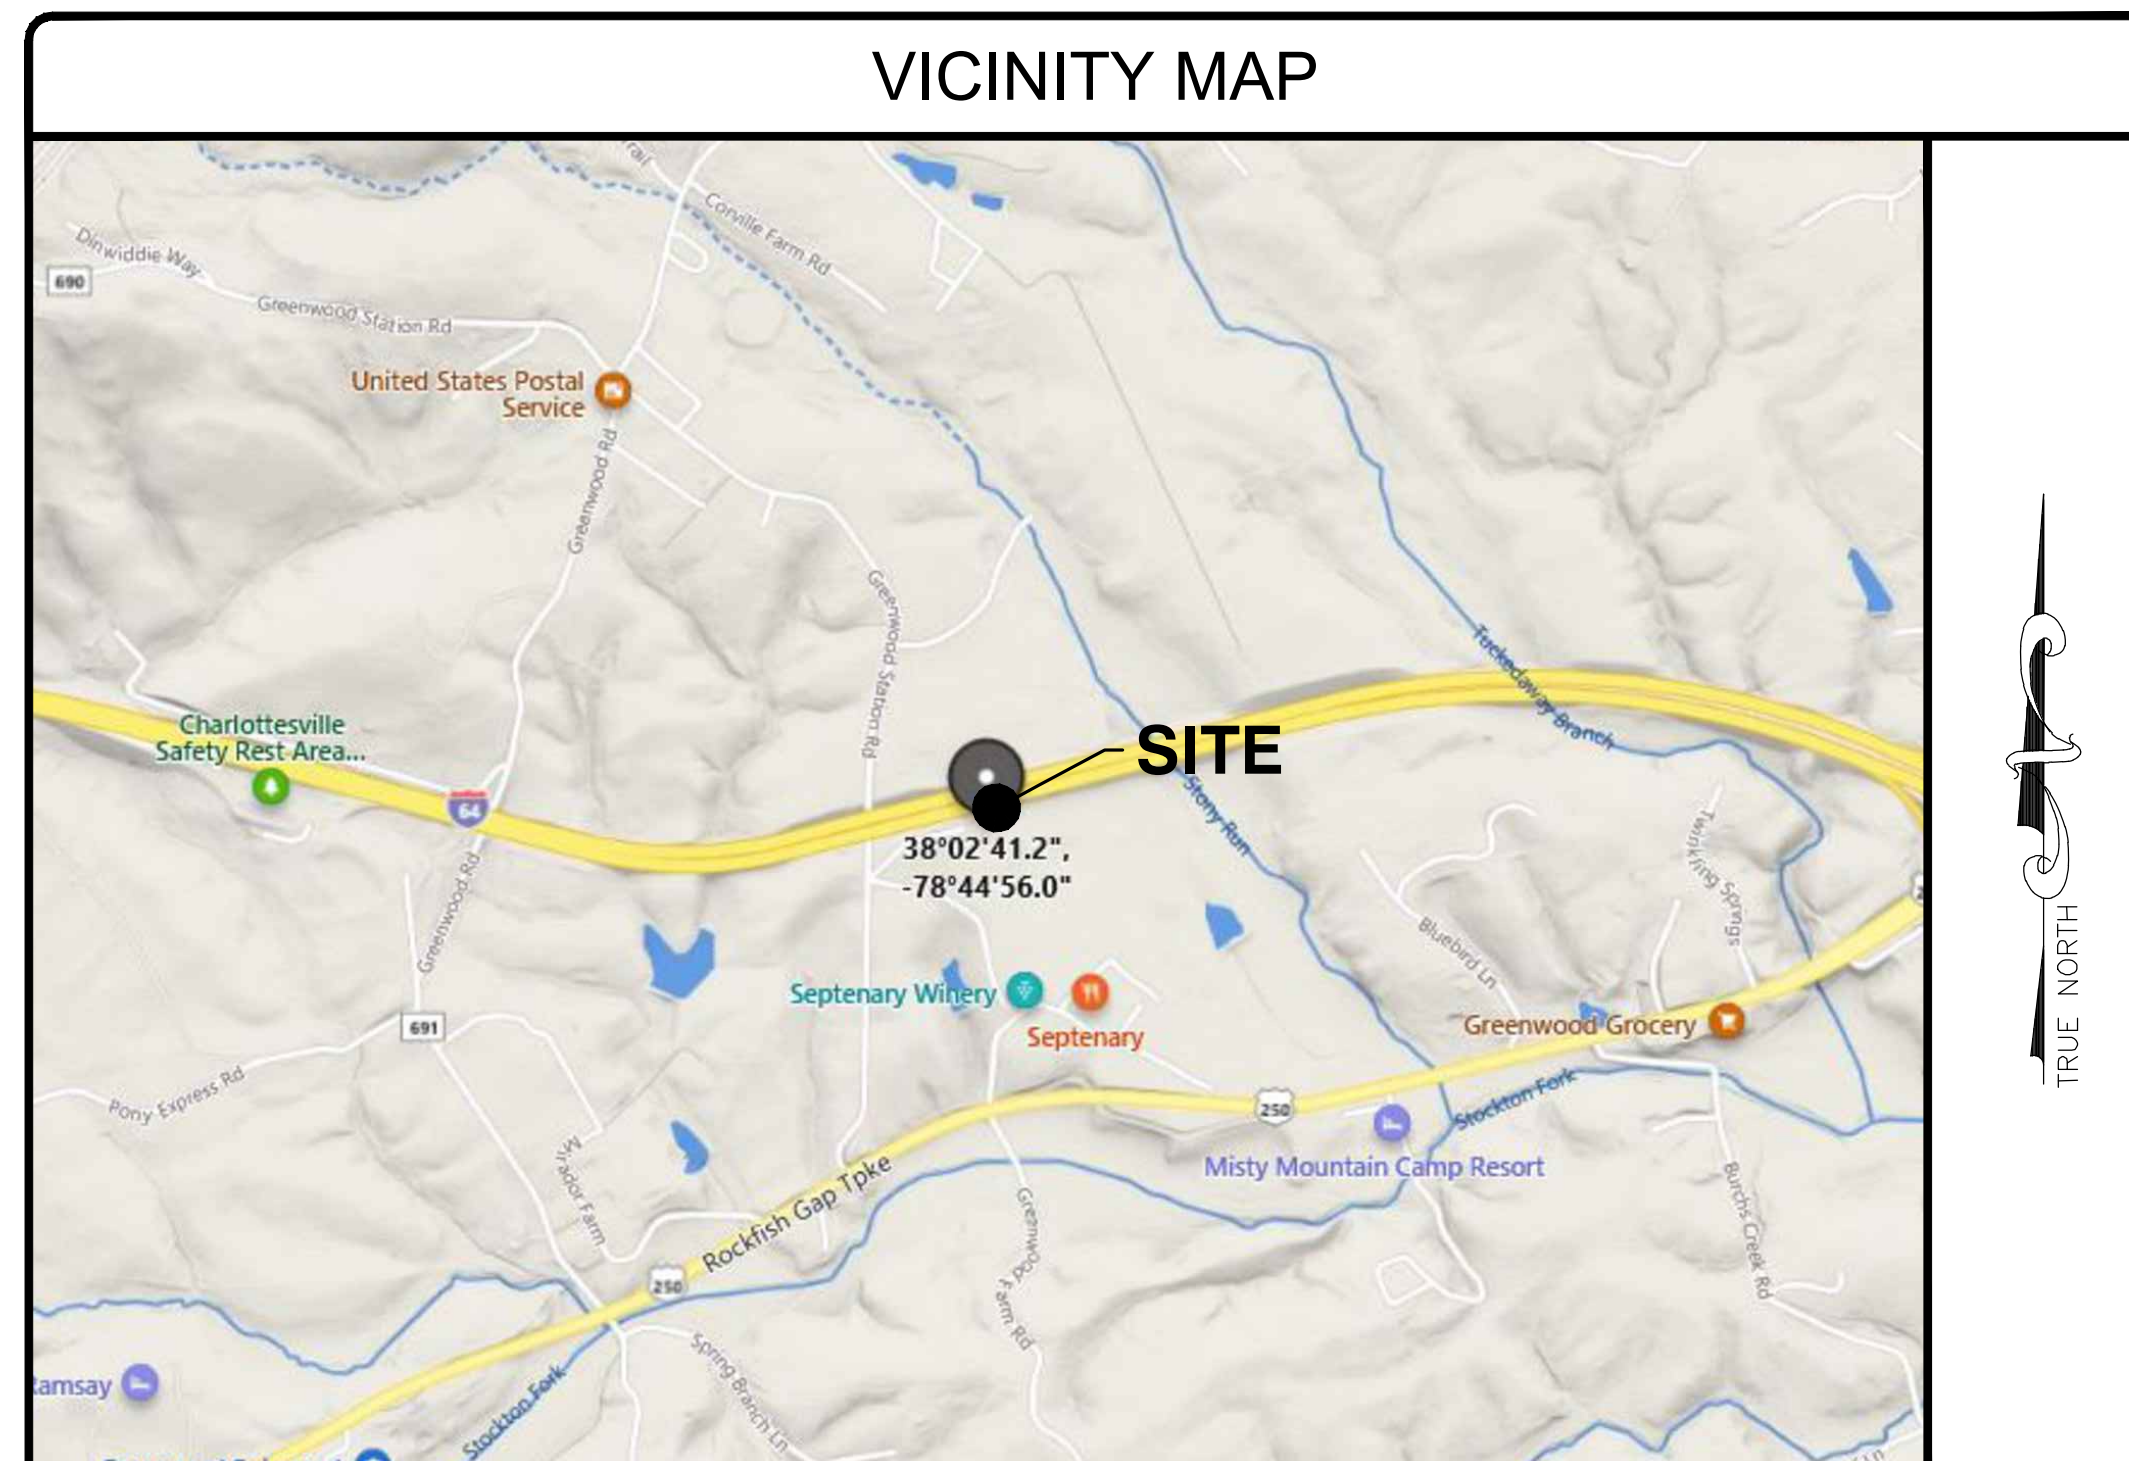 VICINITY MAP
Corville Farm Rd
Dinwiddie Way
690
Greenwood Station Rd
United States Postal
Service
Greenwood Rd
Greenwood Station Rd
Tuckedaway Branch
Charlottesville
Safety Rest Area...
SITE
64
Stony Run
38°02'41.2",
-78°44'56.0"
Twinkling Springs
Greenwood Rd
Bluebird Ln
Septenary Winery
Septenary
Greenwood Grocery
691
TRUE NORTH
Pony Express Rd
250
Stockton Fork
Misty Mountain Camp Resort
Mirador Farm
Rockfish Gap Tpke
Burchs Creek Rd
Greenwood Farm Rd
250
Spring Branch Ln
Stockton Fork